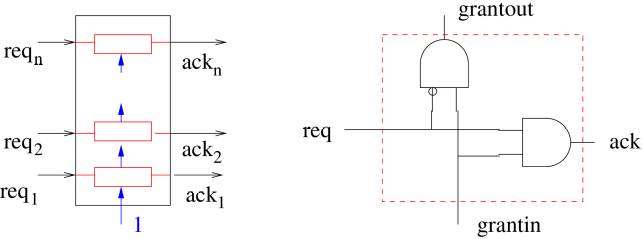 req_n
ack_n
req_2
ack_2
req_1
ack_1
1
grantout
req
ack
grantin